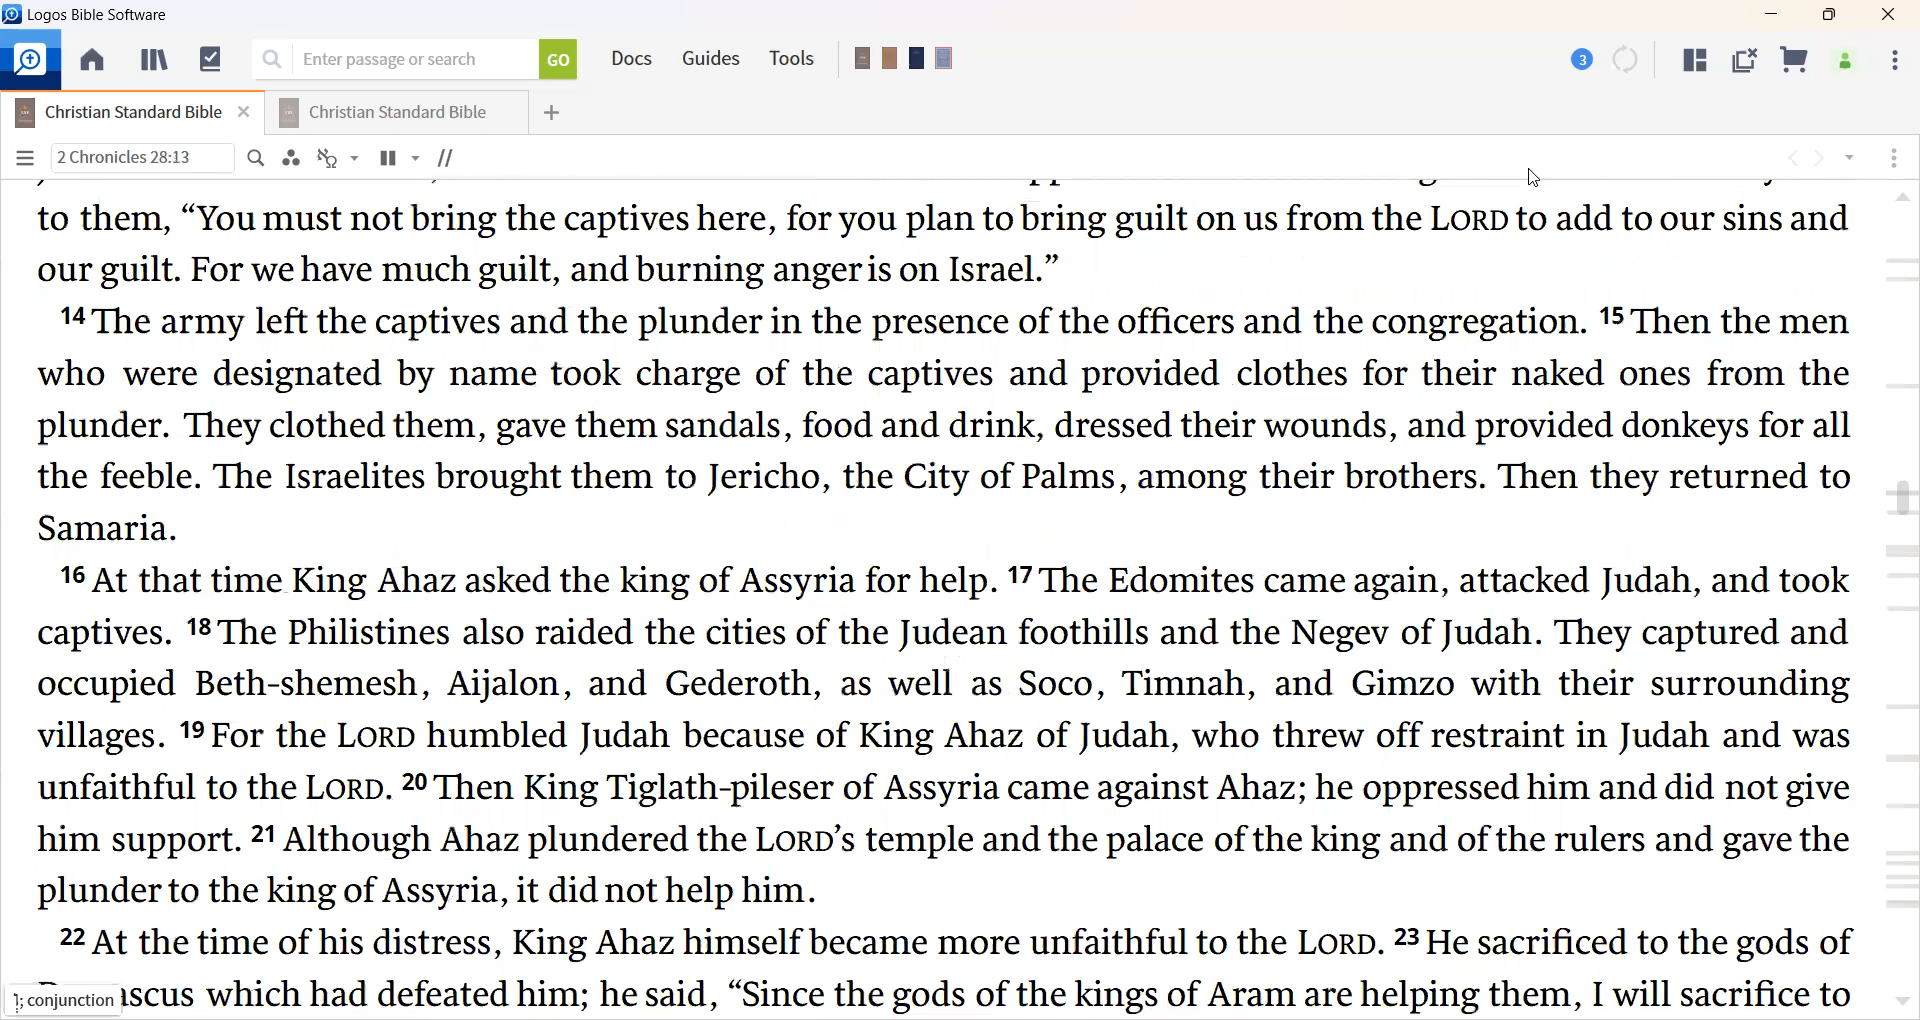 Logos Bible Software
Enter passage or search GO Docs Guides Tools 3
Christian Standard Bible Christian Standard Bible
2 Chronicles 28:13
to them, “You must not bring the captives here, for you plan to bring guilt on us from the LORD to add to our sins and
our guilt. For we have much guilt, and burning anger is on Israel.”
14 The army left the captives and the plunder in the presence of the officers and the congregation. 15 Then the men
who were designated by name took charge of the captives and provided clothes for their naked ones from the
plunder. They clothed them, gave them sandals, food and drink, dressed their wounds, and provided donkeys for all
the feeble. The Israelites brought them to Jericho, the City of Palms, among their brothers. Then they returned to
Samaria.
16 At that time King Ahaz asked the king of Assyria for help. 17 The Edomites came again, attacked Judah, and took
captives. 18 The Philistines also raided the cities of the Judean foothills and the Negev of Judah. They captured and
occupied Beth-shemesh, Aijalon, and Gederoth, as well as Soco, Timnah, and Gimzo with their surrounding
villages. 19 For the LORD humbled Judah because of King Ahaz of Judah, who threw off restraint in Judah and was
unfaithful to the LORD. 20 Then King Tiglath-pileser of Assyria came against Ahaz; he oppressed him and did not give
him support. 21 Although Ahaz plundered the LORD’s temple and the palace of the king and of the rulers and gave the
plunder to the king of Assyria, it did not help him.
22 At the time of his distress, King Ahaz himself became more unfaithful to the LORD. 23 He sacrificed to the gods of
ascus which had defeated him; he said, “Since the gods of the kings of Aram are helping them, I will sacrifice to
; conjunction